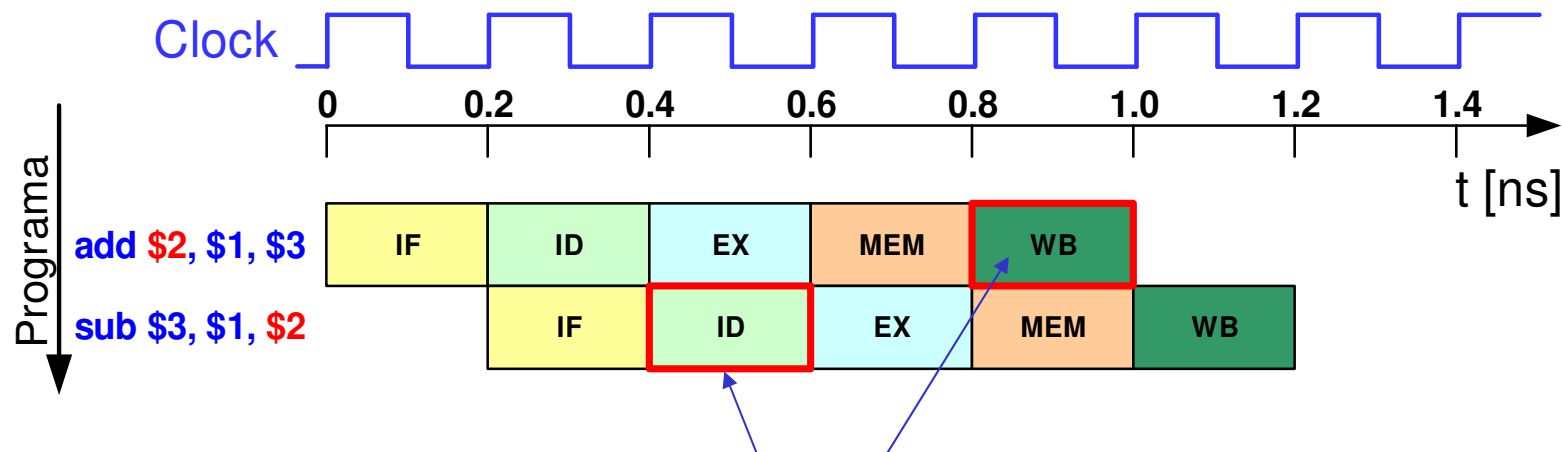 Clock
0 0.2 0.4 0.6 0.8 1.0 1.2 1.4
t [ns]
Programa
add $2, $1, $3 IF ID EX MEM WB
sub $3, $1, $2 IF ID EX MEM WB